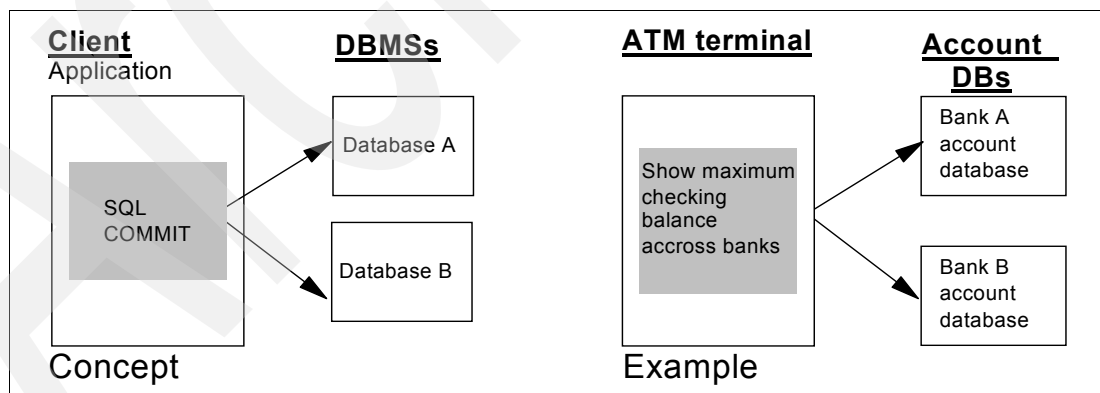 Client
Application
DBMSs
SQL
COMMIT
Database A
Database B
Concept
ATM terminal
Account
DBs
Show maximum
checking
balance
accross banks
Bank A
account
database
Bank B
account
database
Example